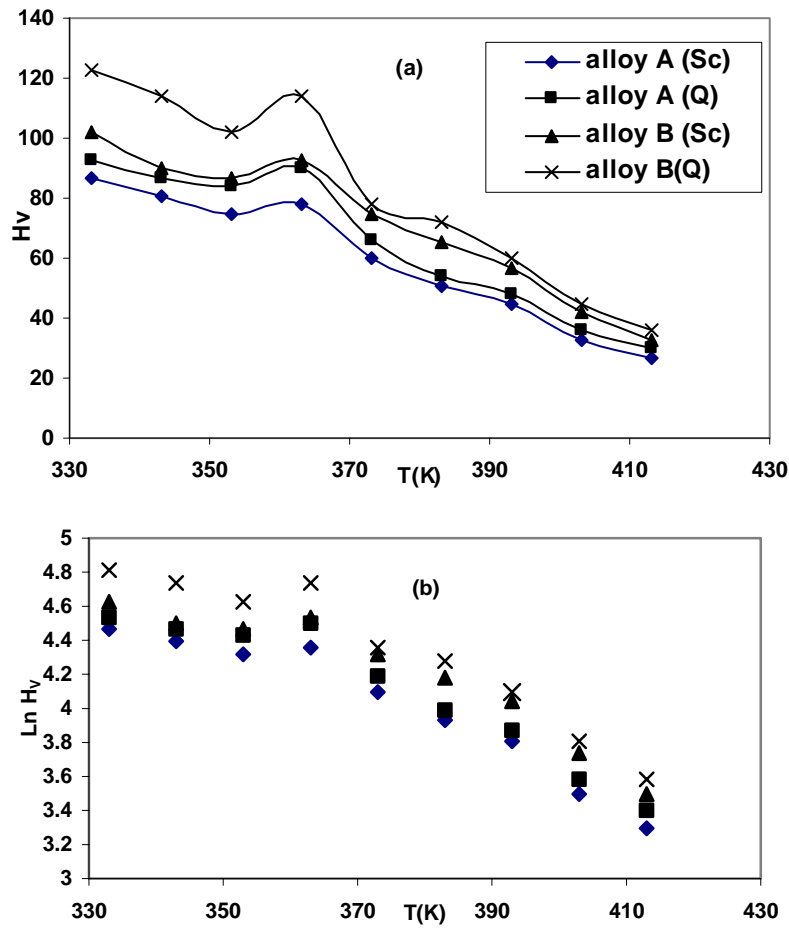 140
120
100
80
60
40
20
0
Hv
(a)
alloy A (Sc)
alloy A (Q)
alloy B (Sc)
alloy B(Q)
330 350 370 390 410 430
T(K)
5
4.8
4.6
4.4
4.2
4
3.8
3.6
3.4
3.2
3
Ln Hv
(b)
330 350 370 390 410 430
T(K)